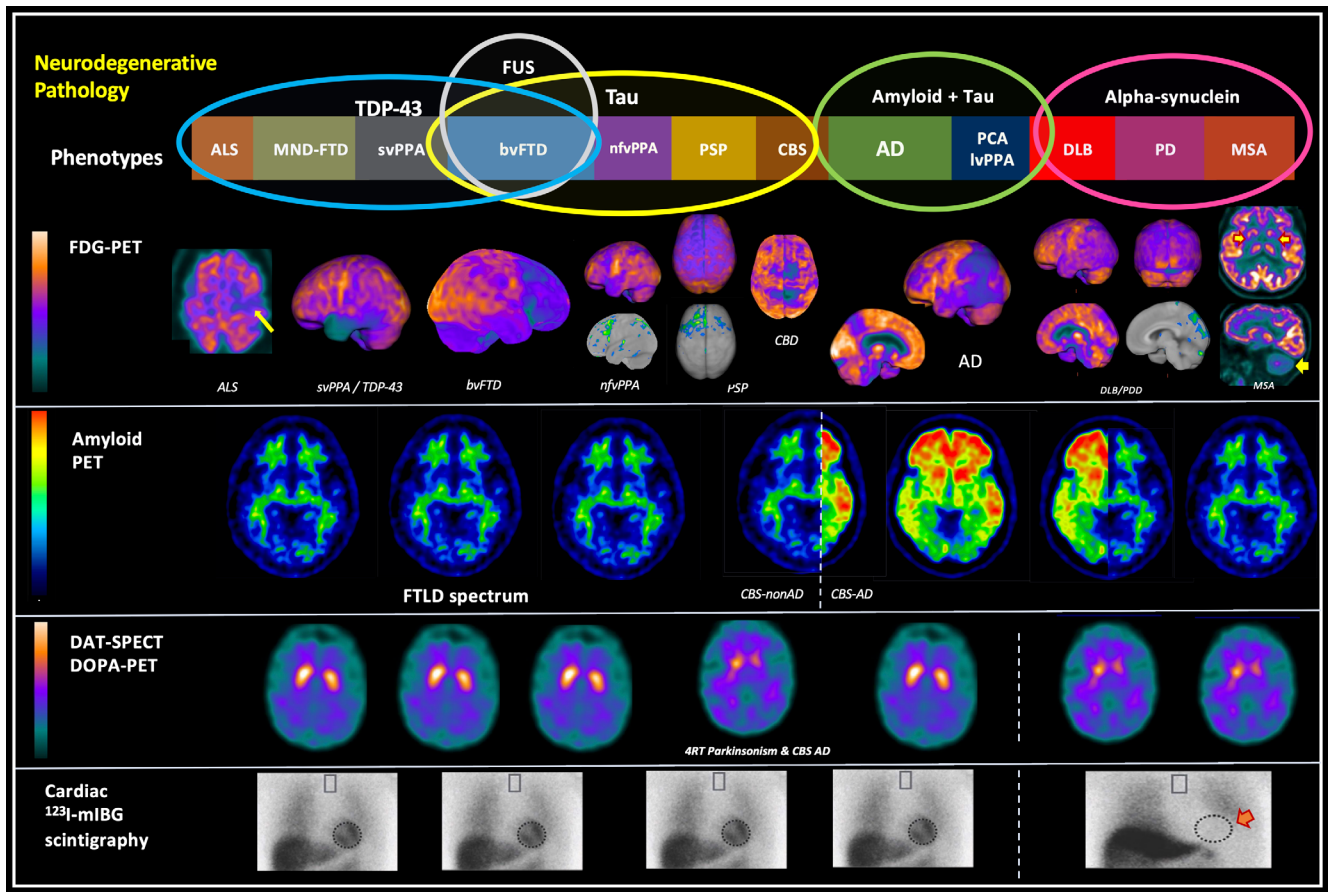 Neurodegenerative
Pathology
FUS
TDP-43
Tau
Amyloid + Tau
Alpha-synuclein
Phenotypes
ALS
MND-FTD
svPPA
bvFTD
nfvPPA
PSP
CBS
AD
PCA
lvPPA
DLB
PD
MSA
FDG-PET
ALS
svPPA / TDP-43
bvFTD
nfvPPA
PSP
CBD
AD
DLB/PDD
MSA
Amyloid
PET
FTLD spectrum
CBS-nonAD
CBS-AD
DAT-SPECT
DOPA-PET
4RT Parkinsonism & CBS AD
Cardiac
¹²³I-mIBG
scintigraphy